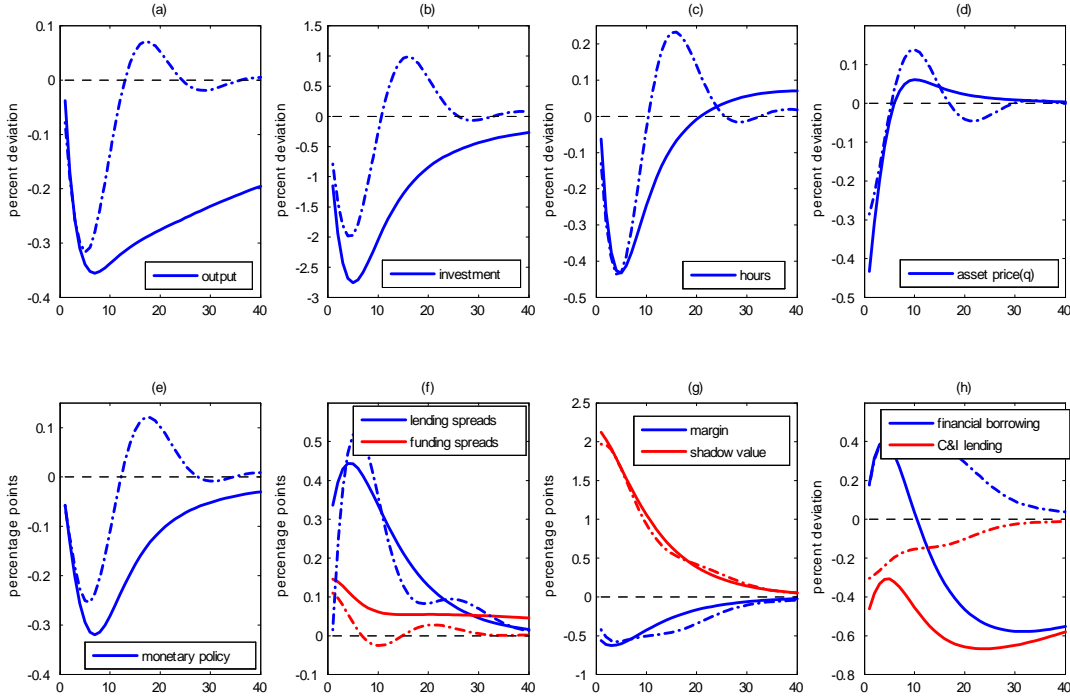 (a)
(b)
(c)
(d)
percent deviation
0.1
0
-0.1
-0.2
-0.3
-0.4
0 10 20 30 40
output
percent deviation
2
1.5
1
0.5
0
-0.5
-1
-1.5
-2
-2.5
-3
0 10 20 30 40
investment
percent deviation
0.2
0.1
0
-0.1
-0.2
-0.3
-0.4
-0.5
0 10 20 30 40
hours
percent deviation
0.2
0.1
0
-0.1
-0.2
-0.3
-0.4
-0.5
0 10 20 30 40
asset price(q)
(e)
(f)
(g)
(h)
percentage points
0.1
0
-0.1
-0.2
-0.3
-0.4
0 10 20 30 40
monetary policy
percentage points
0.5
0.4
0.3
0.2
0.1
0
-0.1
0 10 20 30 40
lending spreads
funding spreads
percentage points
2.5
2
1.5
1
0.5
0
-0.5
-1
0 10 20 30 40
margin
shadow value
percent deviation
0.4
0.2
0
-0.2
-0.4
-0.6
-0.8
0 10 20 30 40
financial borrowing
C&I lending